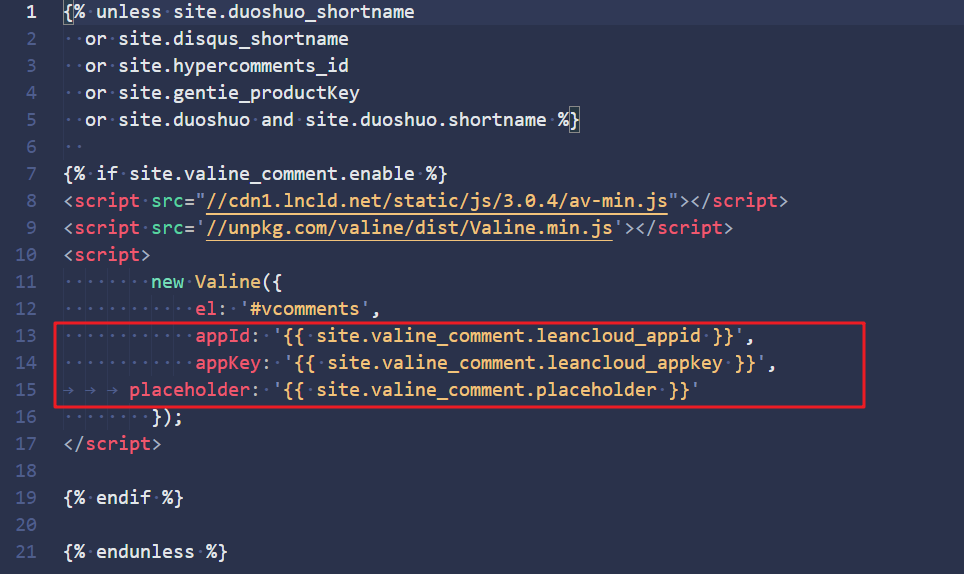 1 {% unless site.duoshuo_shortname
2   or site.disqus_shortname
3   or site.hypercomments_id
4   or site.gentie_productKey
5   or site.duoshuo and site.duoshuo.shortname %}
6
7 {% if site.valine_comment.enable %}
8 <script src="//cdn1.lncld.net/static/js/3.0.4/av-min.js"></script>
9 <script src='//unpkg.com/valine/dist/Valine.min.js'></script>
10 <script>
11         new Valine({
12             el: '#vcomments',
13             appId: '{{ site.valine_comment.leancloud_appid }}',
14             appKey: '{{ site.valine_comment.leancloud_appkey }}',
15       placeholder: '{{ site.valine_comment.placeholder }}'
16         });
17 </script>
18
19 {% endif %}
20
21 {% endunless %}